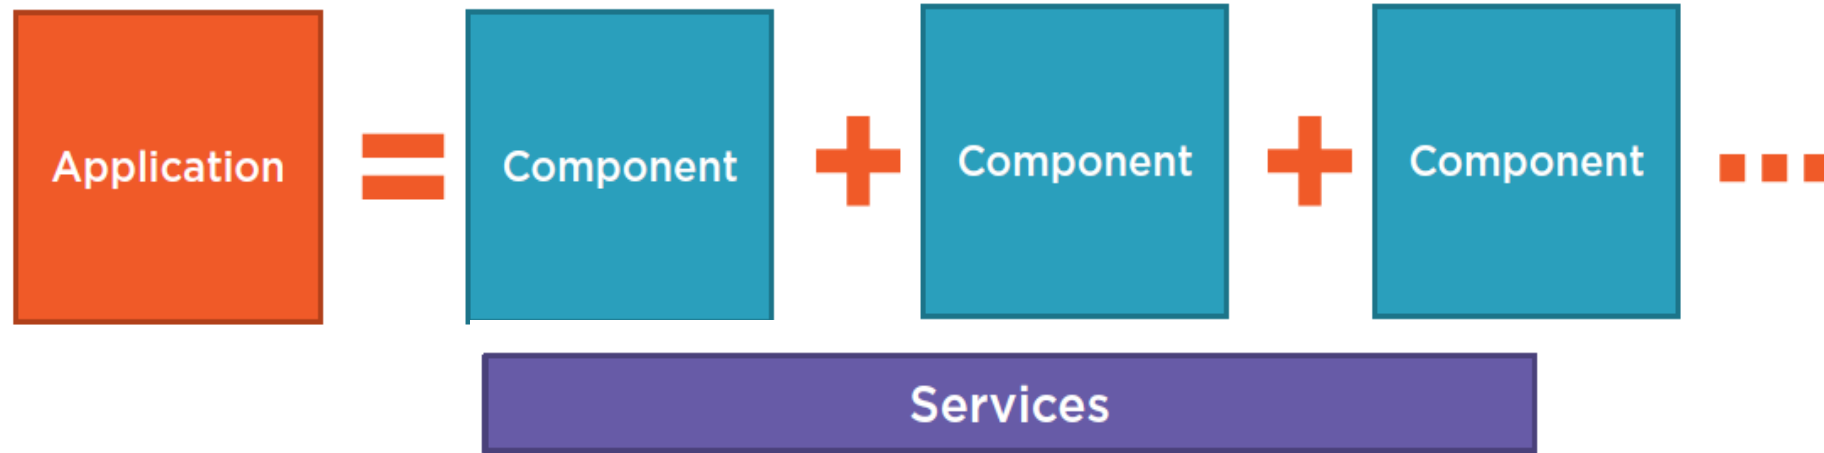 Application = Component + Component + Component ...
Services